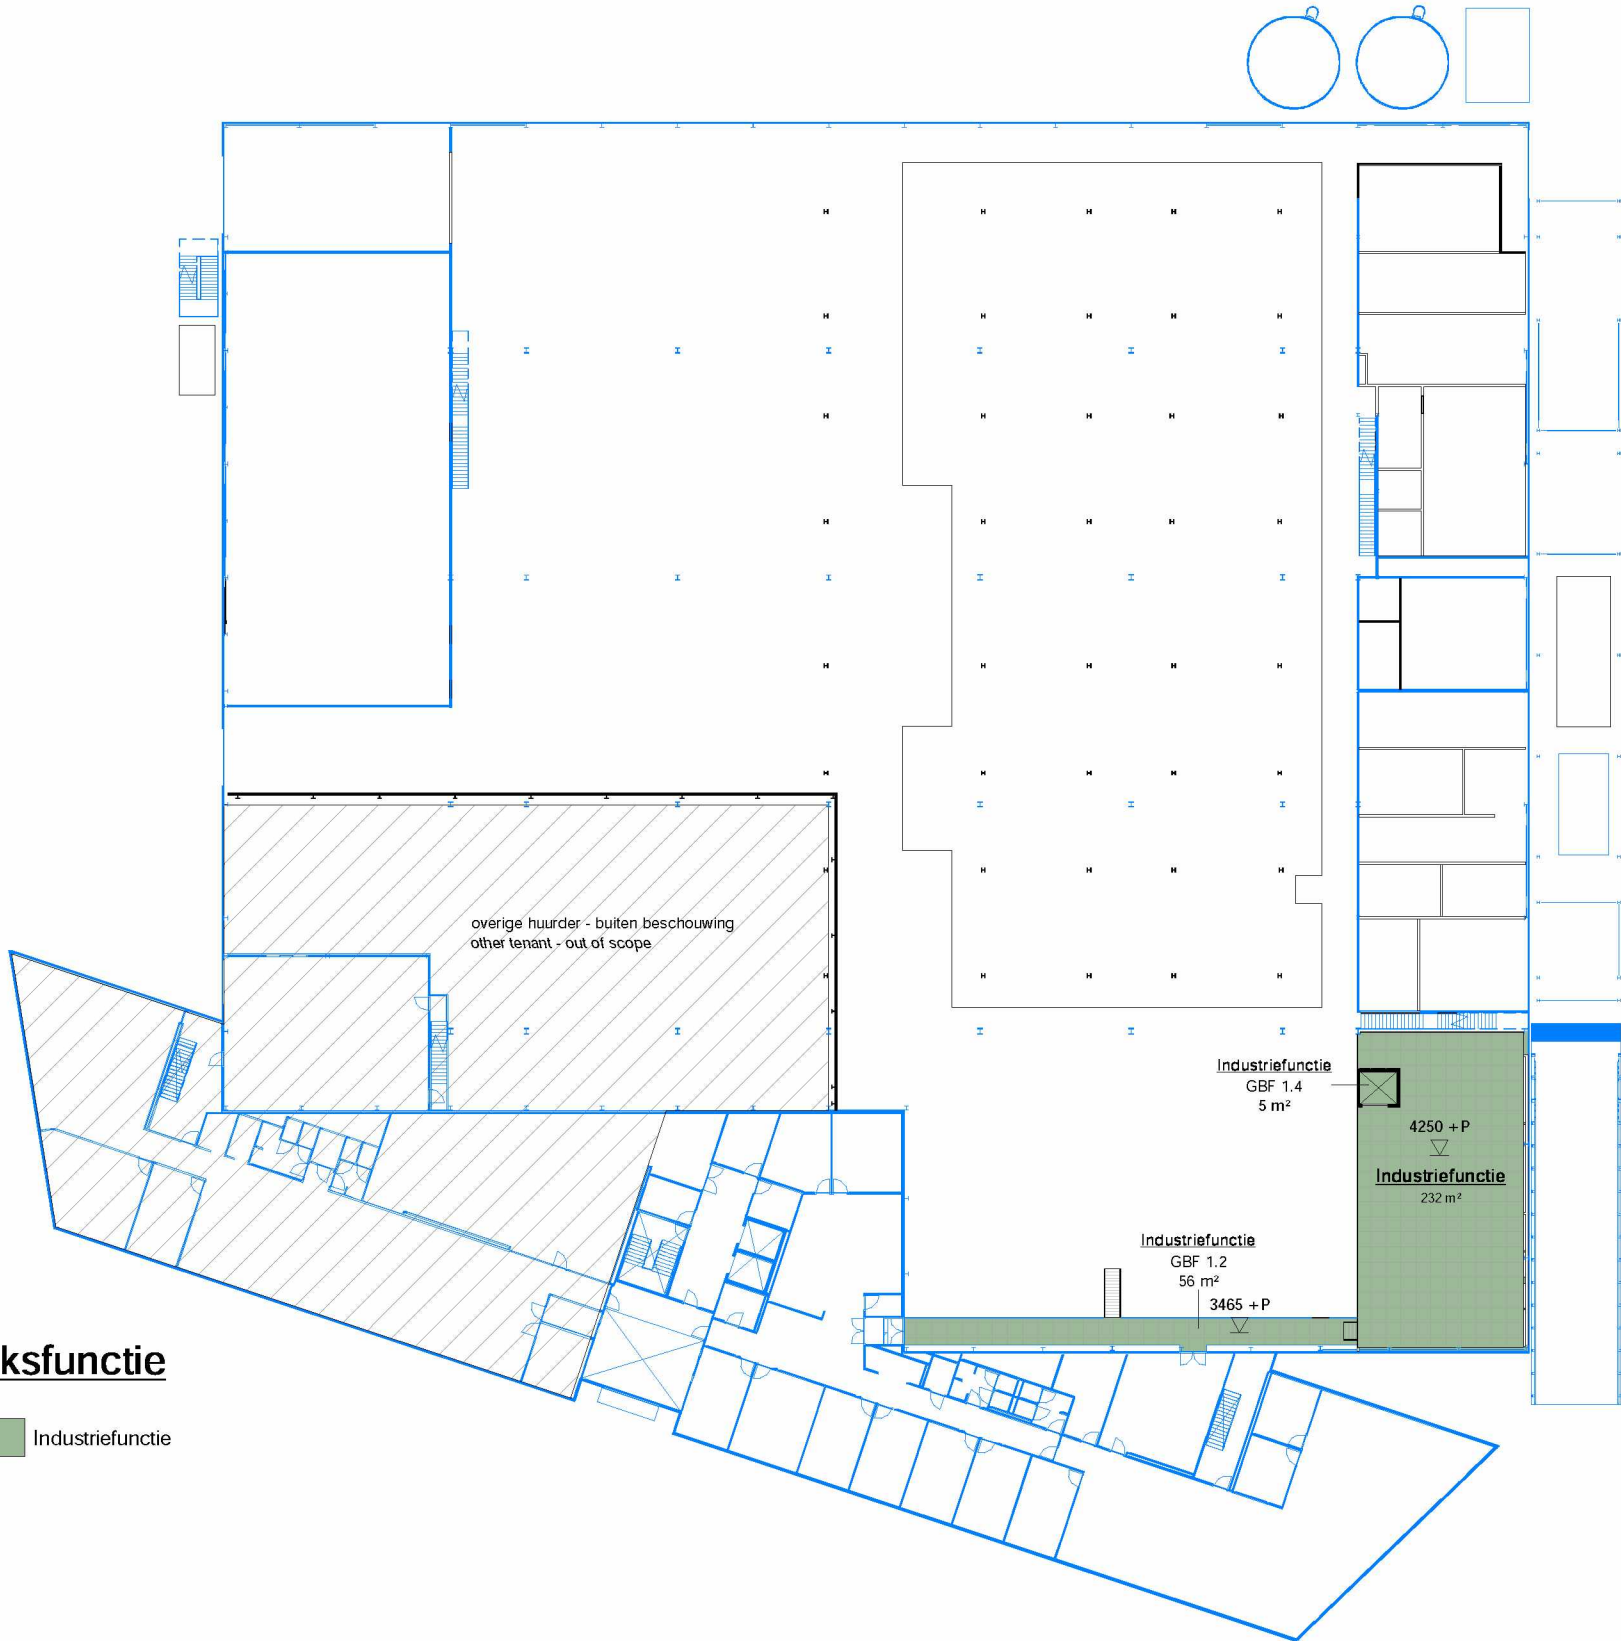 overige huurder - buiten beschouwing
other tenant - out of scope
Industriefunctie
GBF 1.4
5 m²
4250 +P
Industriefunctie
232 m²
Industriefunctie
GBF 1.2
56 m²
3465 +P
ksfunctie
Industriefunctie